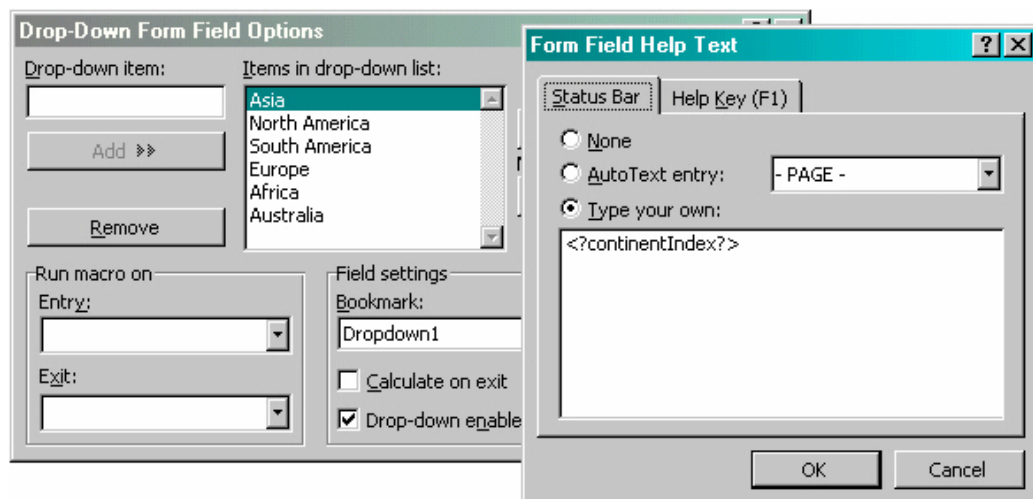 Drop-Down Form Field Options
Drop-down item:
Items in drop-down list:
Asia
North America
South America
Europe
Africa
Australia
Add
Remove
Run macro on
Entry:
Exit:
Field settings
Bookmark:
Dropdown1
Calculate on exit
Drop-down enable
Form Field Help Text
? ×
Status Bar
Help Key (F1)
None
AutoText entry:
- PAGE -
Type your own:
<?continentIndex?>
OK
Cancel